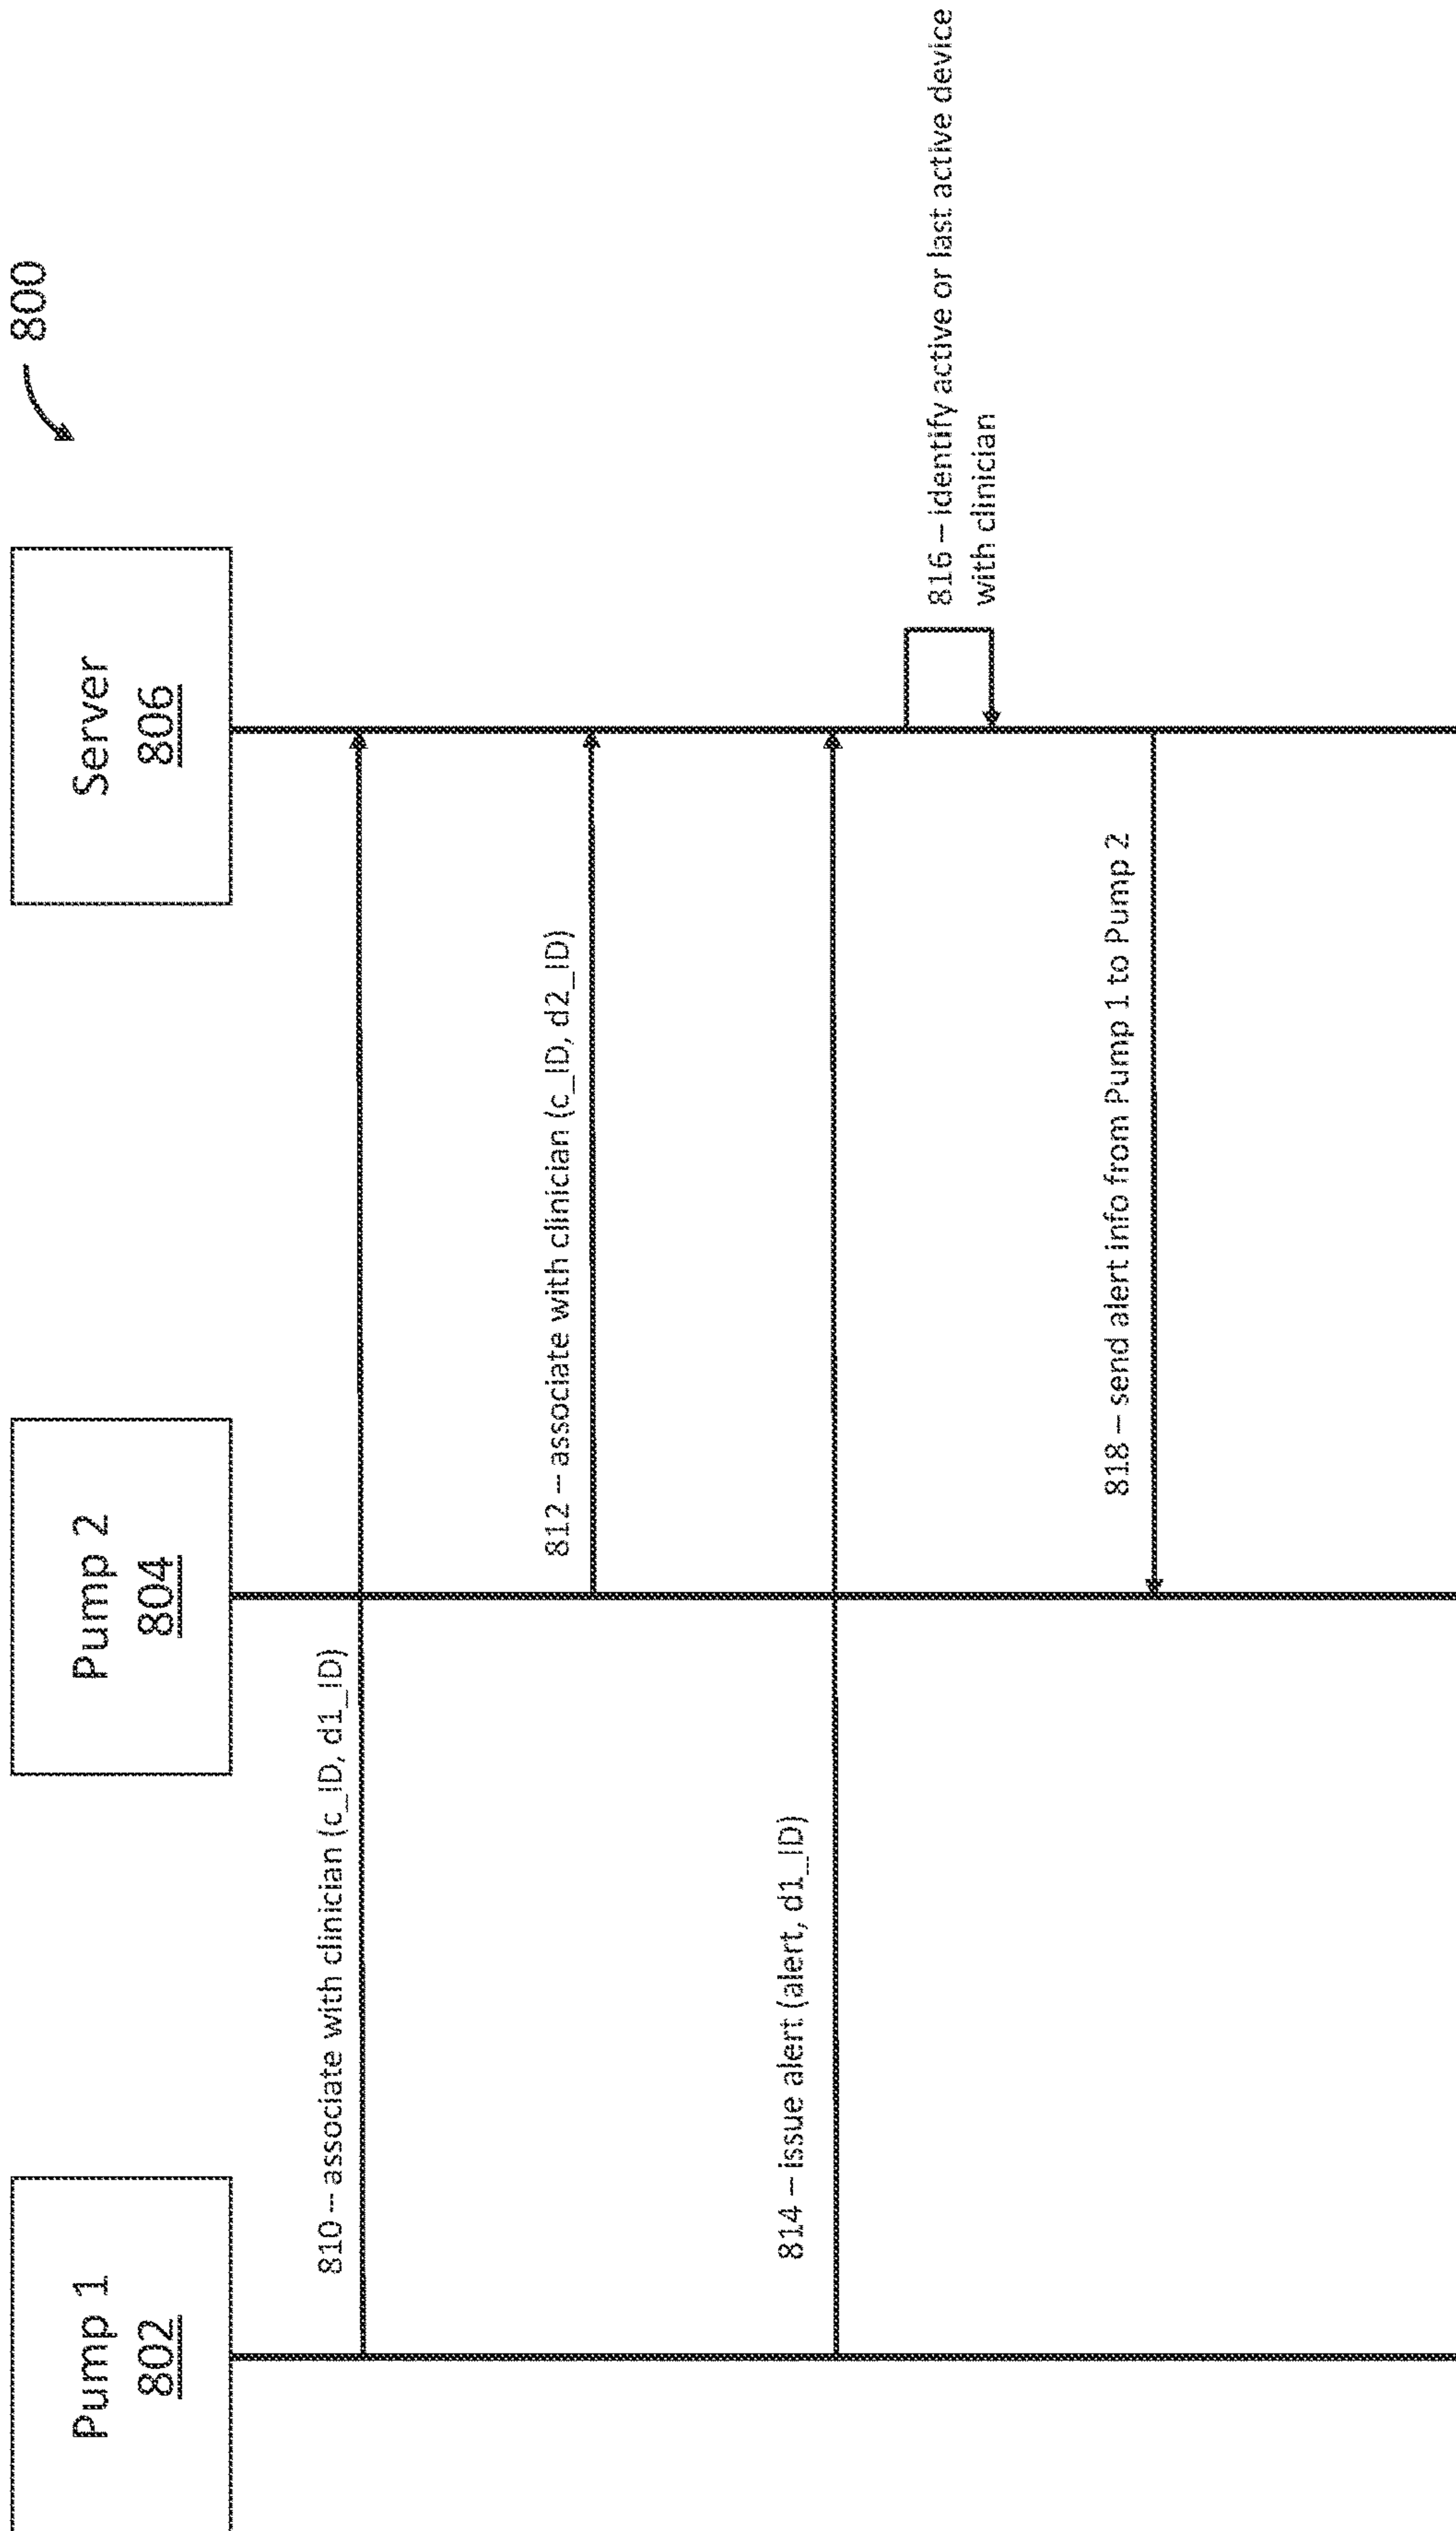 800
Pump 1
802
Pump 2
804
Server
806
810 -- associate with clinician (c_ID, d1_ID)
812 -- associate with clinician (c_ID, d2_ID)
814 – issue alert (alert, d1_ID)
816 – identify active or last active device
with clinician
818 – send alert info from Pump 1 to Pump 2